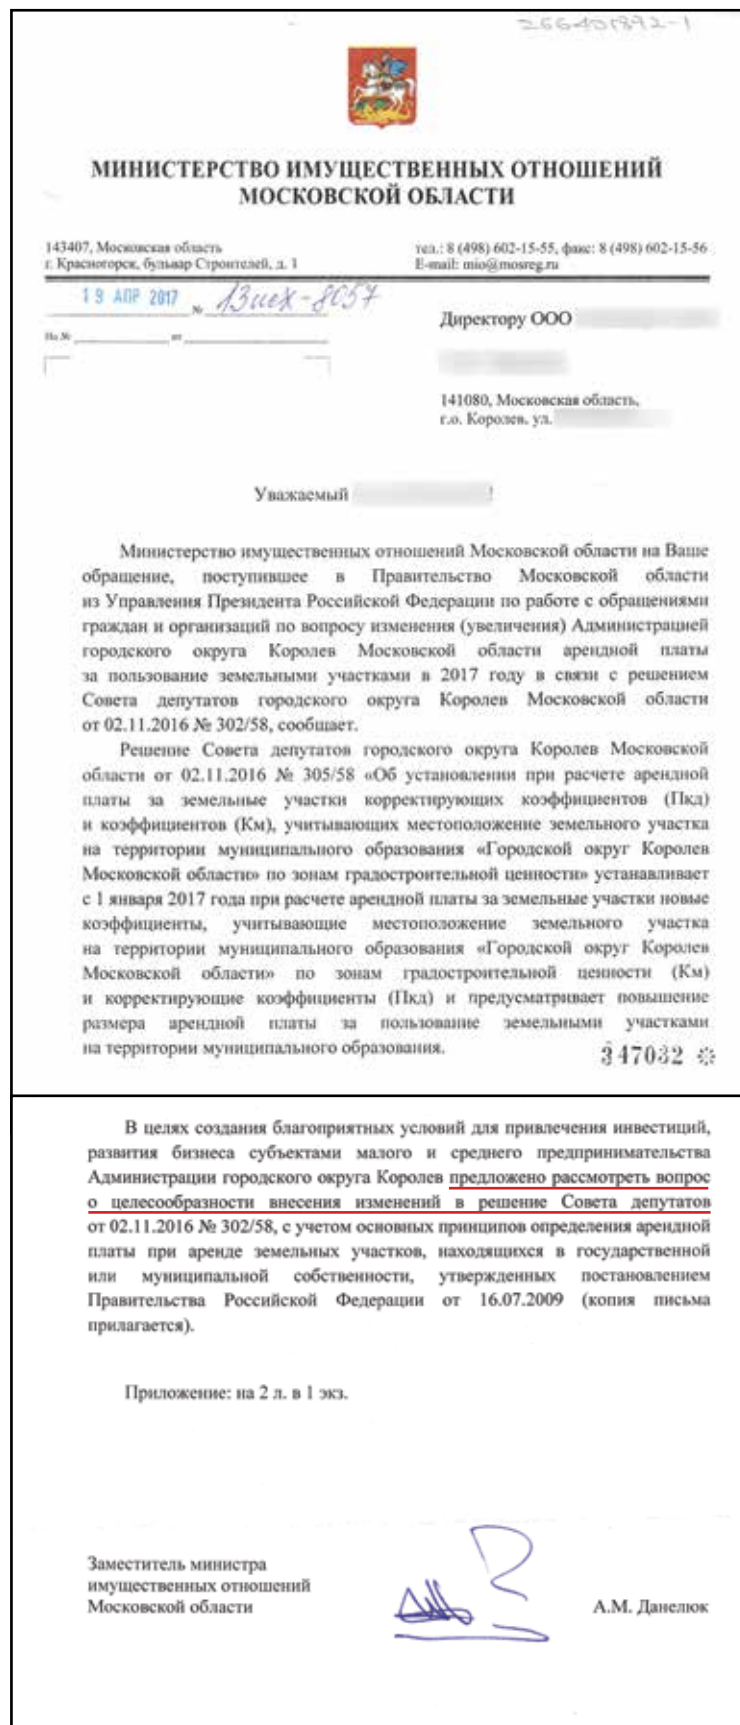 266401892-1
МИНИСТЕРСТВО ИМУЩЕСТВЕННЫХ ОТНОШЕНИЙ
МОСКОВСКОЙ ОБЛАСТИ
143407, Московская область
г. Красногорск, бульвар Строителей, д. 1
тел.: 8 (498) 602-15-55, факс: 8 (498) 602-15-56
E-mail: mio@mosreg.ru
19 АПР 2017 № 13исх-8057
На № от
Директору ООО
141080, Московская область,
г.о. Королев, ул.
Уважаемый !
Министерство имущественных отношений Московской области на Ваше
обращение, поступившее в Правительство Московской области
из Управления Президента Российской Федерации по работе с обращениями
граждан и организаций по вопросу изменения (увеличения) Администрацией
городского округа Королев Московской области арендной платы
за пользование земельными участками в 2017 году в связи с решением
Совета депутатов городского округа Королев Московской области
от 02.11.2016 № 302/58, сообщает.
Решение Совета депутатов городского округа Королев Московской
области от 02.11.2016 № 305/58 «Об установлении при расчете арендной
платы за земельные участки корректирующих коэффициентов (Пкд)
и коэффициентов (Км), учитывающих местоположение земельного участка
на территории муниципального образования «Городской округ Королев
Московской области» по зонам градостроительной ценности» устанавливает
с 1 января 2017 года при расчете арендной платы за земельные участки новые
коэффициенты, учитывающие местоположение земельного участка
на территории муниципального образования «Городской округ Королев
Московской области» по зонам градостроительной ценности (Км)
и корректирующие коэффициенты (Пкд) и предусматривает повышение
размера арендной платы за пользование земельными участками
на территории муниципального образования.
347032
В целях создания благоприятных условий для привлечения инвестиций,
развития бизнеса субъектами малого и среднего предпринимательства
Администрации городского округа Королев предложено рассмотреть вопрос
о целесообразности внесения изменений в решение Совета депутатов
от 02.11.2016 № 302/58, с учетом основных принципов определения арендной
платы при аренде земельных участков, находящихся в государственной
или муниципальной собственности, утвержденных постановлением
Правительства Российской Федерации от 16.07.2009 (копия письма
прилагается).
Приложение: на 2 л. в 1 экз.
Заместитель министра
имущественных отношений
Московской области
А.М. Данелюк